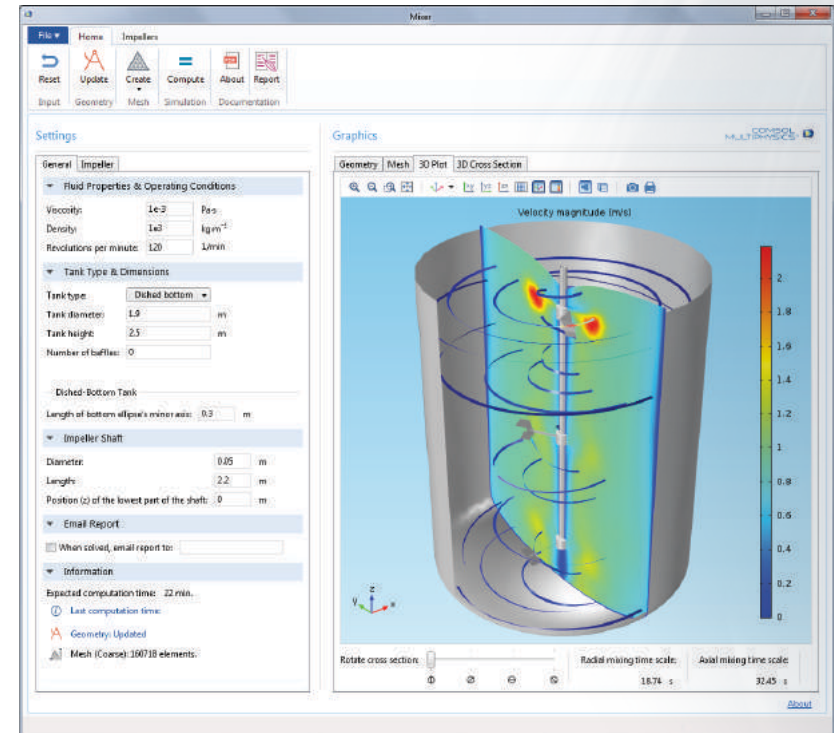 Mixer
File Home Impellers
Reset Update Create Compute About Report
Input Geometry Mesh Simulation Documentation
Settings
General Impeller
Fluid Properties & Operating Conditions
Viscosity: 1e-3 Pa·s
Density: 1e3 kg·m⁻³
Revolutions per minute: 120 1/min
Tank Type & Dimensions
Tank type: Dished bottom
Tank diameter: 1.9 m
Tank height: 2.5 m
Number of baffles: 0
Dished-Bottom Tank
Length of bottom ellipse's minor axis: 0.3 m
Impeller Shaft
Diameter: 0.05 m
Length: 2.2 m
Position (z) of the lowest part of the shaft: 0 m
Email Report
When solved, email report to:
Information
Expected computation time: 22 min.
Last computation time:
Geometry: Updated
Mesh (Coarse): 160718 elements.
Graphics
COMSOL
MULTIPHYSICS
Geometry Mesh 3D Plot 3D Cross Section
Velocity magnitude (m/s)
2
1.8
1.6
1.4
1.2
1
0.8
0.6
0.4
0.2
0
z
y x
Rotate cross section: Radial mixing time scale: Axial mixing time scale:
18.74 s 32.45 s
About